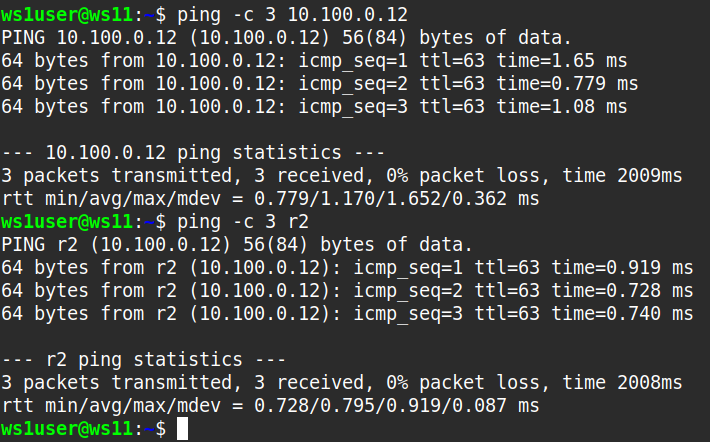 ws1user@ws11:~$ ping -c 3 10.100.0.12
PING 10.100.0.12 (10.100.0.12) 56(84) bytes of data.
64 bytes from 10.100.0.12: icmp_seq=1 ttl=63 time=1.65 ms
64 bytes from 10.100.0.12: icmp_seq=2 ttl=63 time=0.779 ms
64 bytes from 10.100.0.12: icmp_seq=3 ttl=63 time=1.08 ms

--- 10.100.0.12 ping statistics ---
3 packets transmitted, 3 received, 0% packet loss, time 2009ms
rtt min/avg/max/mdev = 0.779/1.170/1.652/0.362 ms
ws1user@ws11:~$ ping -c 3 r2
PING r2 (10.100.0.12) 56(84) bytes of data.
64 bytes from r2 (10.100.0.12): icmp_seq=1 ttl=63 time=0.919 ms
64 bytes from r2 (10.100.0.12): icmp_seq=2 ttl=63 time=0.728 ms
64 bytes from r2 (10.100.0.12): icmp_seq=3 ttl=63 time=0.740 ms

--- r2 ping statistics ---
3 packets transmitted, 3 received, 0% packet loss, time 2008ms
rtt min/avg/max/mdev = 0.728/0.795/0.919/0.087 ms
ws1user@ws11:~$